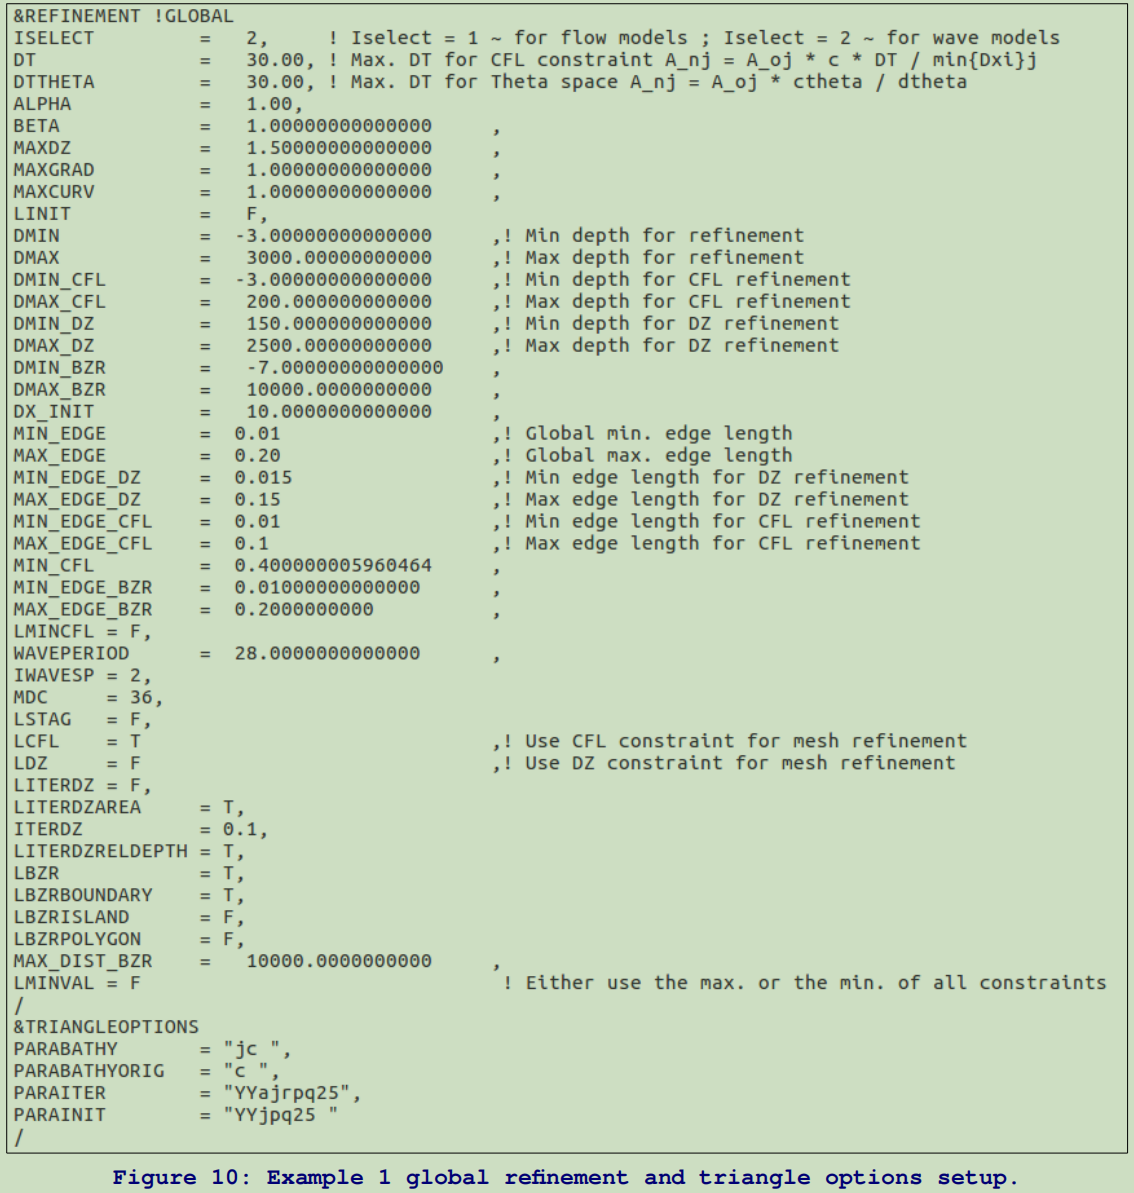 &REFINEMENT !GLOBAL
ISELECT         =   2,     ! Iselect = 1 ~ for flow models ; Iselect = 2 ~ for wave models
DT              =   30.00, ! Max. DT for CFL constraint A_nj = A_oj * c * DT / min{Dxi}j
DTTHETA         =   30.00, ! Max. DT for Theta space A_nj = A_oj * ctheta / dtheta
ALPHA           =   1.00,
BETA            =   1.00000000000000     ,
MAXDZ           =   1.50000000000000     ,
MAXGRAD         =   1.00000000000000     ,
MAXCURV         =   1.00000000000000     ,
LINIT           =   F,
DMIN            =  -3.00000000000000     ,! Min depth for refinement
DMAX            =   3000.00000000000     ,! Max depth for refinement
DMIN_CFL        =  -3.00000000000000     ,! Min depth for CFL refinement
DMAX_CFL        =   200.000000000000     ,! Max depth for CFL refinement
DMIN_DZ         =   150.000000000000     ,! Min depth for DZ refinement
DMAX_DZ         =   2500.00000000000     ,! Max depth for DZ refinement
DMIN_BZR        =   -7.00000000000000    ,
DMAX_BZR        =   10000.0000000000     ,
DX_INIT         =   10.0000000000000     ,
MIN_EDGE        =  0.01                  ,! Global min. edge length
MAX_EDGE        =  0.20                  ,! Global max. edge length
MIN_EDGE_DZ     =  0.015                 ,! Min edge length for DZ refinement
MAX_EDGE_DZ     =  0.15                  ,! Max edge length for DZ refinement
MIN_EDGE_CFL    =  0.01                  ,! Min edge length for CFL refinement
MAX_EDGE_CFL    =  0.1                   ,! Max edge length for CFL refinement
MIN_CFL         =  0.400000005960464     ,
MIN_EDGE_BZR    =  0.01000000000000      ,
MAX_EDGE_BZR    =  0.2000000000          ,
LMINCFL = F,
WAVEPERIOD      =  28.0000000000000      ,
IWAVESP = 2,
MDC     = 36,
LSTAG   = F,
LCFL    = T                              ,! Use CFL constraint for mesh refinement
LDZ     = F                              ,! Use DZ constraint for mesh refinement
LITERDZ = F,
LITERDZAREA     = T,
ITERDZ          = 0.1,
LITERDZRELDEPTH = T,
LBZR            = T,
LBZRBOUNDARY    = T,
LBZRISLAND      = F,
LBZRPOLYGON     = F,
MAX_DIST_BZR    =   10000.0000000000     ,
LMINVAL = F                               ! Either use the max. or the min. of all constraints
/
&TRIANGLEOPTIONS
PARABATHY       = "jc ",
PARABATHYORIG   = "c ",
PARAITER        = "YYajrpq25",
PARAINIT        = "YYjpq25 "
/
Figure 10: Example 1 global refinement and triangle options setup.